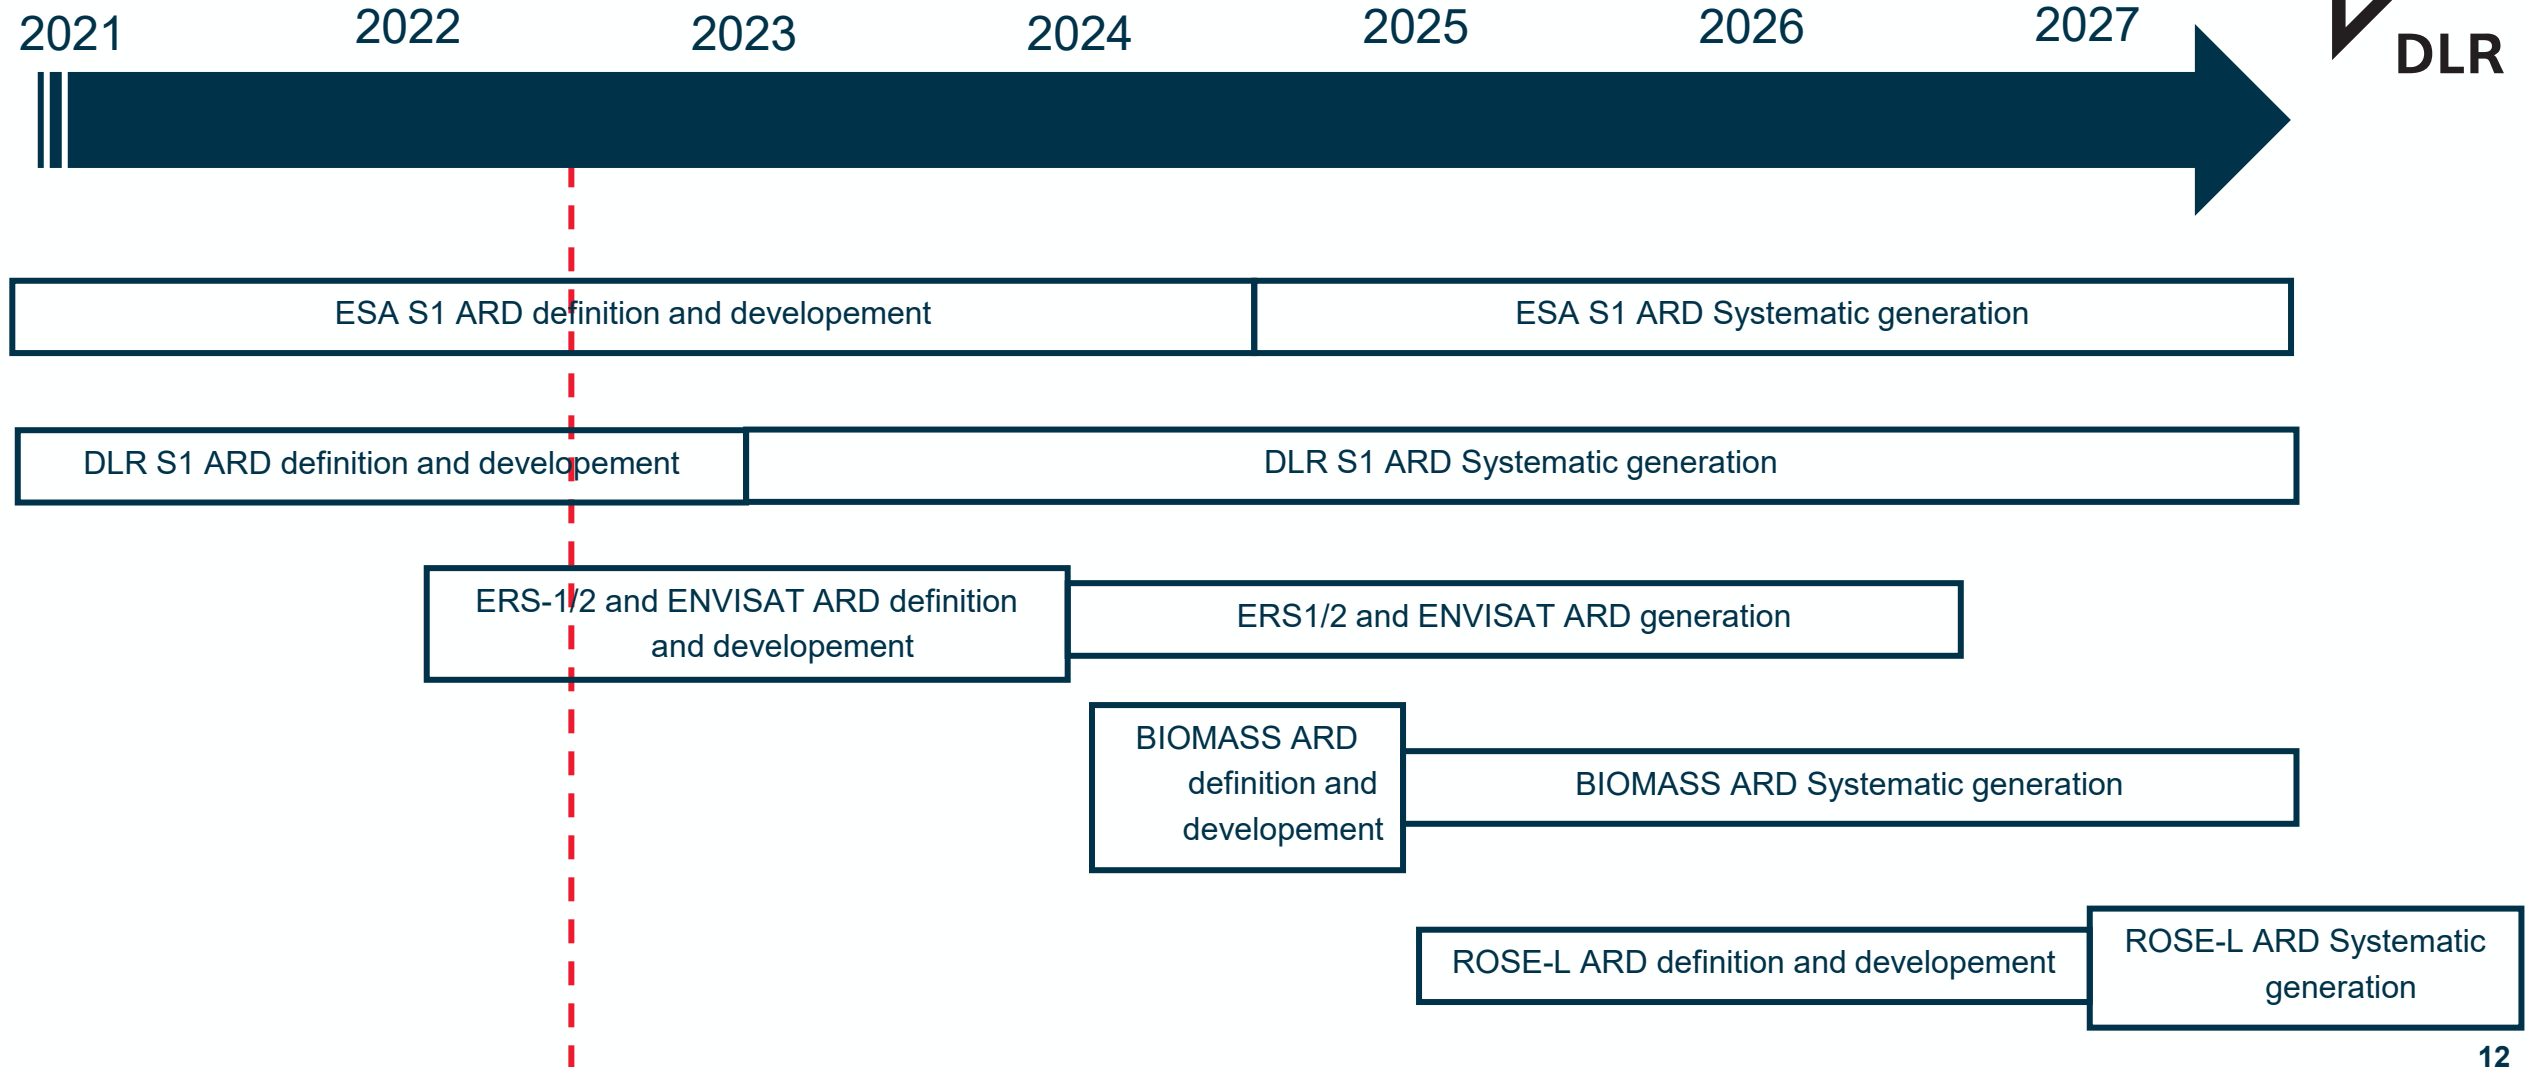 2021 2022 2023 2024 2025 2026 2027
DLR
ESA S1 ARD definition and developement
ESA S1 ARD Systematic generation
DLR S1 ARD definition and developement
DLR S1 ARD Systematic generation
ERS-1/2 and ENVISAT ARD definition
and developement
ERS1/2 and ENVISAT ARD generation
BIOMASS ARD
definition and
developement
BIOMASS ARD Systematic generation
ROSE-L ARD definition and developement
ROSE-L ARD Systematic
generation
12